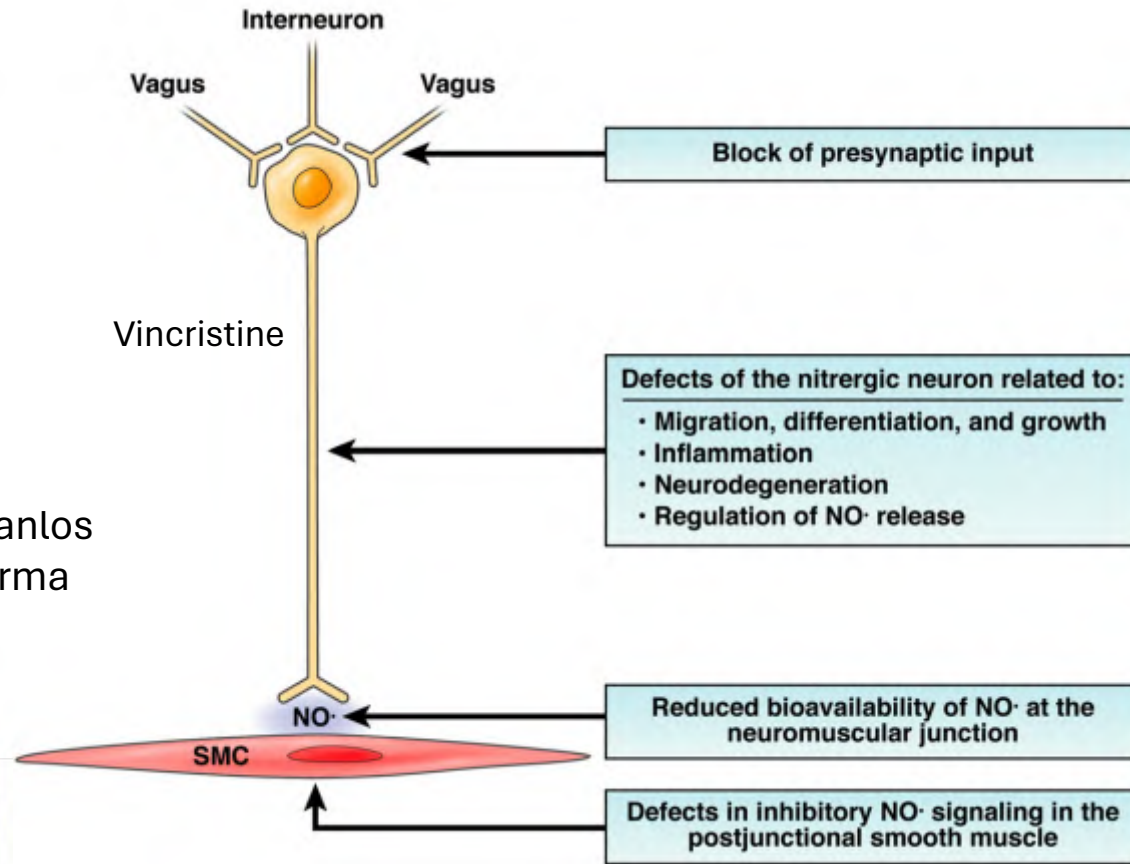 Interneuron
Vagus
Vagus
Block of presynaptic input
Vincristine
Defects of the nitrergic neuron related to:
· Migration, differentiation, and growth
· Inflammation
· Neurodegeneration
· Regulation of NO· release
anlos
rma
NO·
Reduced bioavailability of NO· at the
neuromuscular junction
SMC
Defects in inhibitory NO· signaling in the
postjunctional smooth muscle